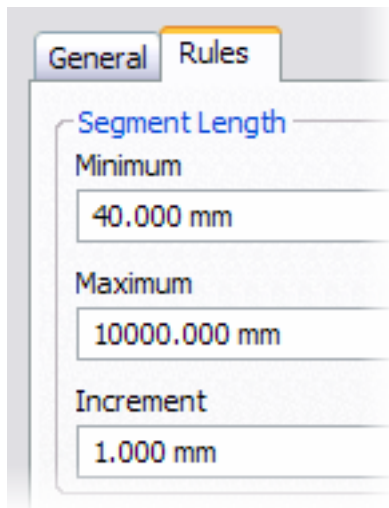 General Rules
Segment Length
Minimum
40.000 mm
Maximum
10000.000 mm
Increment
1.000 mm